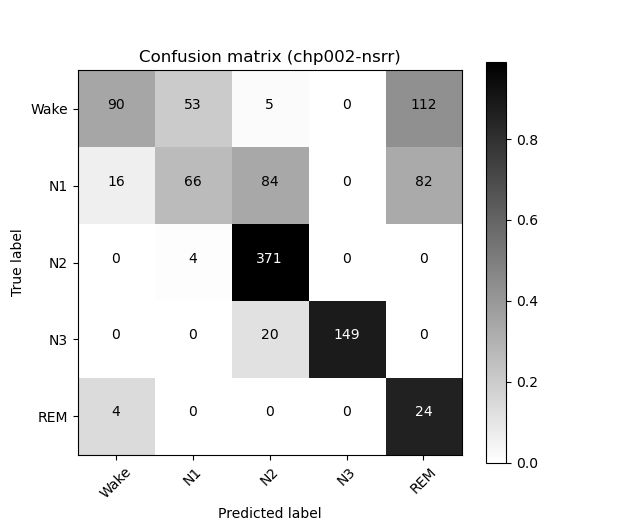 Confusion matrix (chp002-nsrr)
Wake 90 53 5 0 112
N1 16 66 84 0 82
N2 0 4 371 0 0
N3 0 0 20 149 0
REM 4 0 0 0 24
Wake N1 N2 N3 REM
Predicted label
True label
0.8
0.6
0.4
0.2
0.0